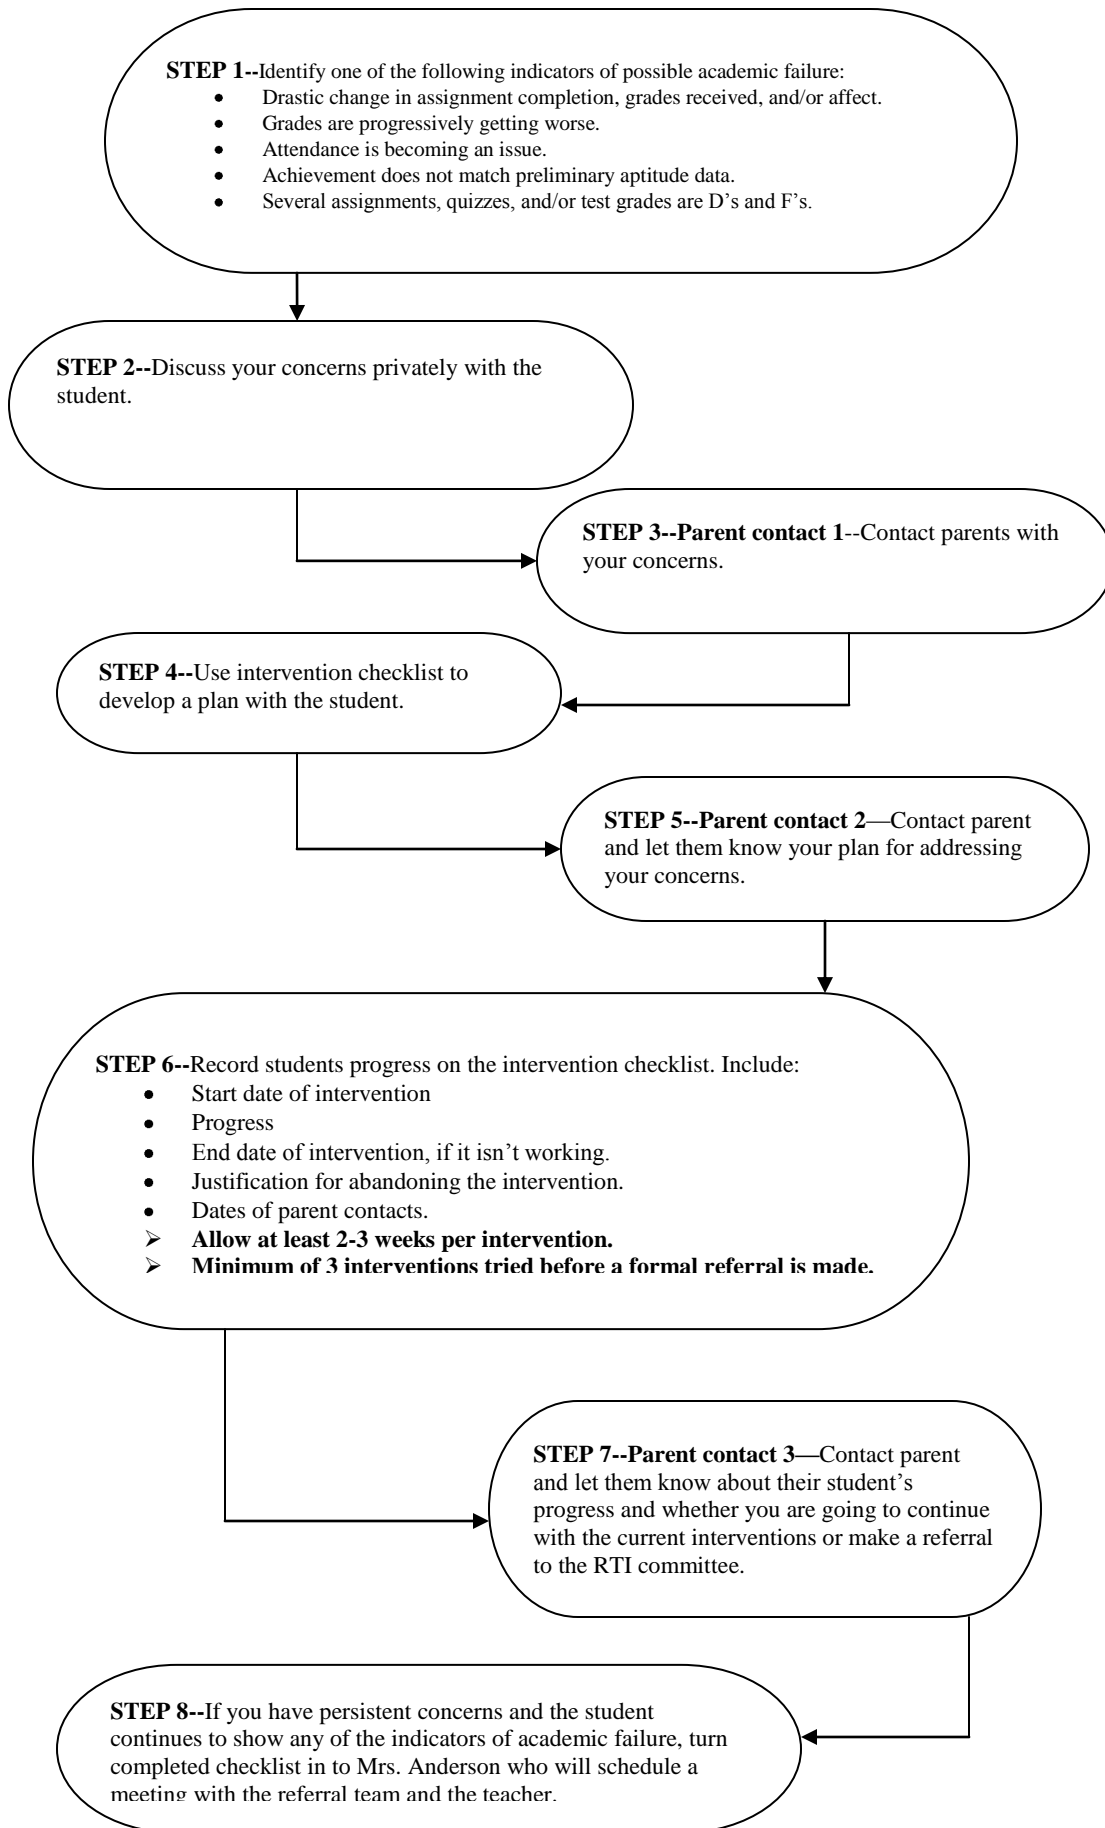 STEP 1--Identify one of the following indicators of possible academic failure:
• Drastic change in assignment completion, grades received, and/or affect.
• Grades are progressively getting worse.
• Attendance is becoming an issue.
• Achievement does not match preliminary aptitude data.
• Several assignments, quizzes, and/or test grades are D’s and F’s.
STEP 2--Discuss your concerns privately with the
student.
STEP 3--Parent contact 1--Contact parents with
your concerns.
STEP 4--Use intervention checklist to
develop a plan with the student.
STEP 5--Parent contact 2—Contact parent
and let them know your plan for addressing
your concerns.
STEP 6--Record students progress on the intervention checklist. Include:
• Start date of intervention
• Progress
• End date of intervention, if it isn’t working.
• Justification for abandoning the intervention.
• Dates of parent contacts.
➢ Allow at least 2-3 weeks per intervention.
➢ Minimum of 3 interventions tried before a formal referral is made.
STEP 7--Parent contact 3—Contact parent
and let them know about their student’s
progress and whether you are going to continue
with the current interventions or make a referral
to the RTI committee.
STEP 8--If you have persistent concerns and the student
continues to show any of the indicators of academic failure, turn
completed checklist in to Mrs. Anderson who will schedule a
meeting with the referral team and the teacher.